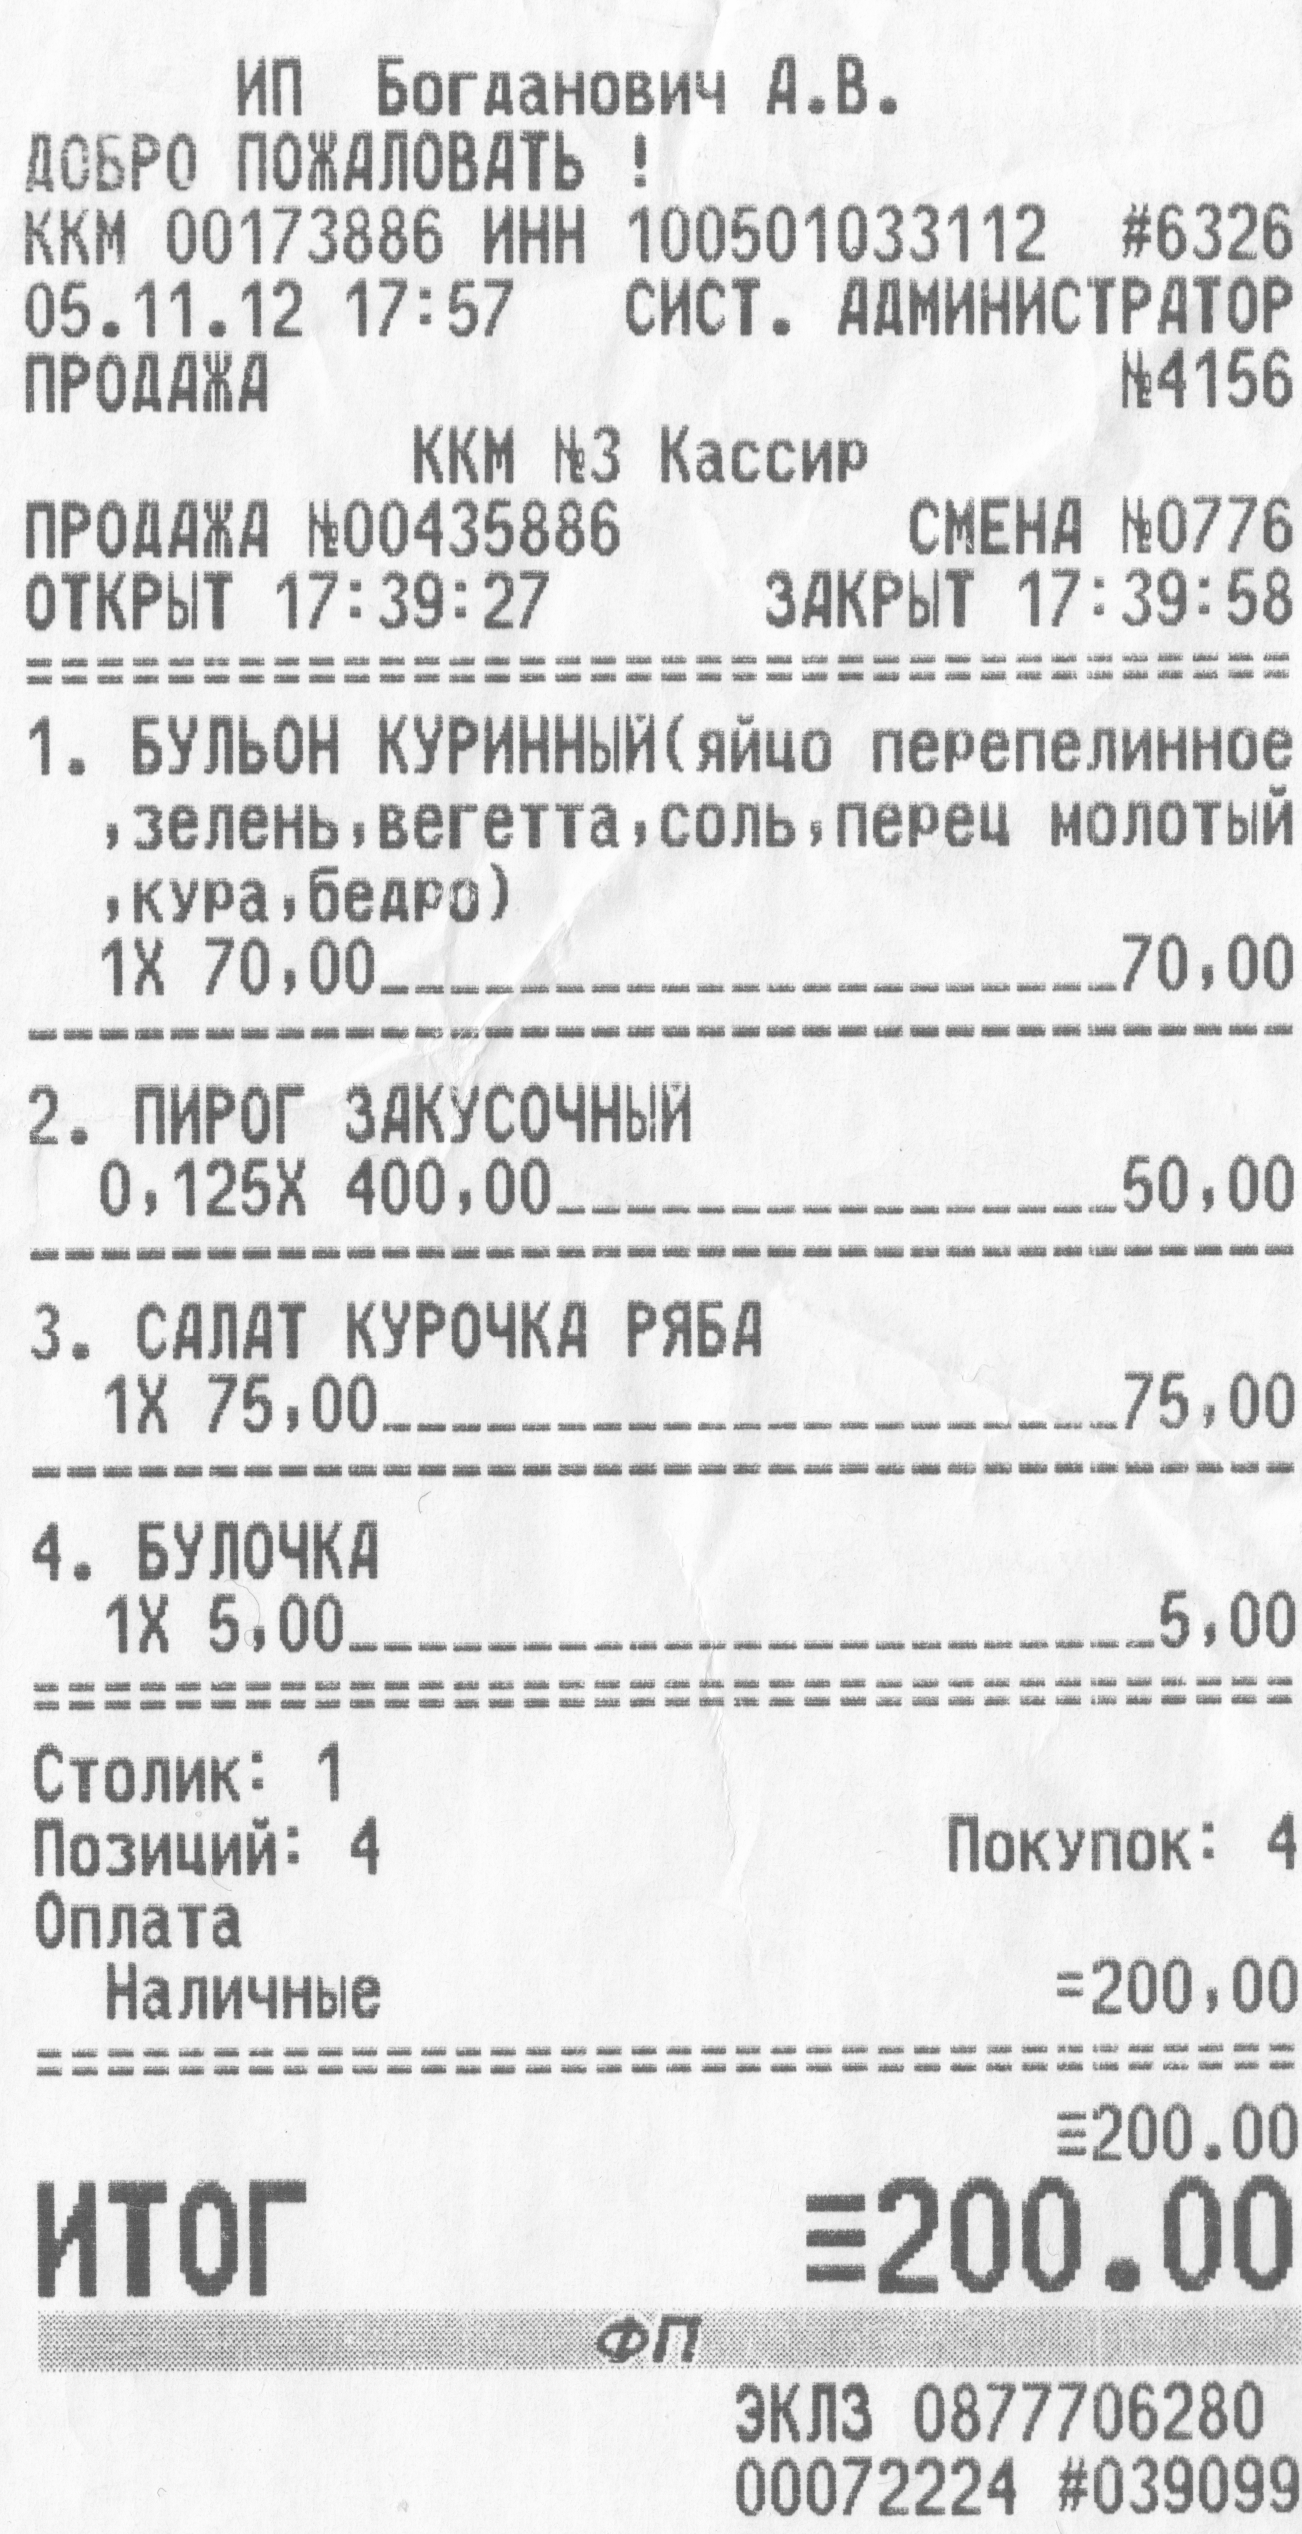 ИП Богданович А.В.
ДОБРО ПОЖАЛОВАТЬ !
ККМ 00173886 ИНН 100501033112 #6326
05.11.12 17:57 СИСТ. АДМИНИСТРАТОР
ПРОДАЖА №4156
ККМ №3 Кассир
ПРОДАЖА №00435886 СМЕНА №0776
ОТКРЫТ 17:39:27 ЗАКРЫТ 17:39:58
====================================
1. БУЛЬОН КУРИННЫЙ(яйцо перепелинное
,зелень,вегетта,соль,перец молотый
,кура,бедро)
1X 70,00_____________________70,00
------------------------------------
2. ПИРОГ ЗАКУСОЧНЫЙ
0,125X 400,00________________50,00
------------------------------------
3. САЛАТ КУРОЧКА РЯБА
1X 75,00_____________________75,00
------------------------------------
4. БУЛОЧКА
1X 5,00_______________________5,00
====================================
Столик: 1
Позиций: 4 Покупок: 4
Оплата
Наличные =200,00
====================================
≡200.00
ИТОГ ≡200.00
ФП
ЭКЛЗ 0877706280
00072224 #039099